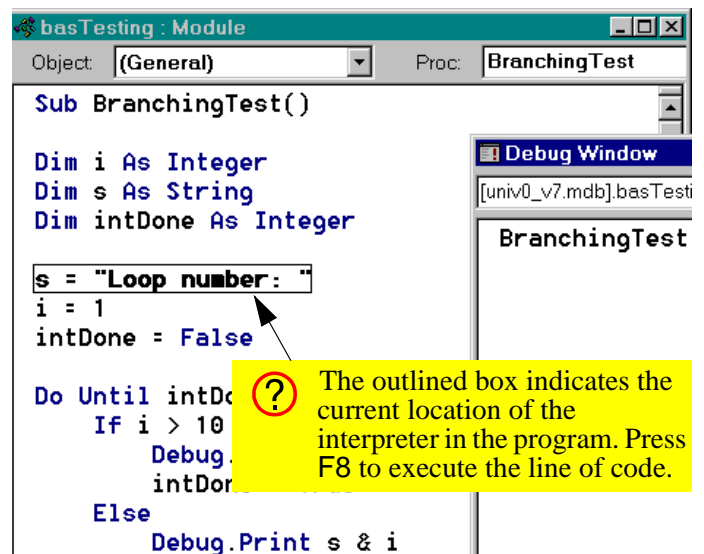 basTesting : Module
Object: (General) Proc: BranchingTest
Sub BranchingTest()
Dim i As Integer
Dim s As String
Dim intDone As Integer
s = "Loop number: "
i = 1
intDone = False
Do Until
If i > 10
Debug.
Else
Debug.Print s & i
Debug Window
[univ0_v7.mdb].basTesti
BranchingTest
? The outlined box indicates the
current location of the
interpreter in the program. Press
F8 to execute the line of code.